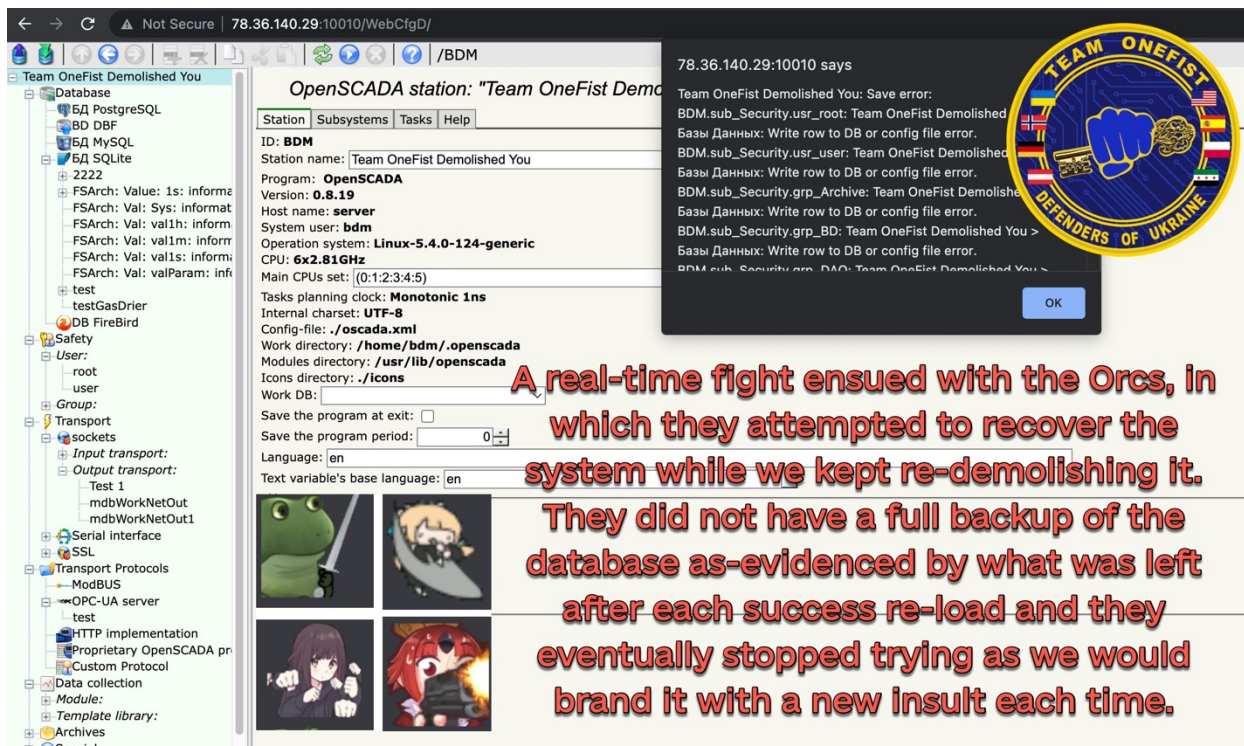 Not Secure | 78.36.140.29:10010/WebCfgD/
/BDM
Team OneFist Demolished You
Database
БД PostgreSQL
BD DBF
БД MySQL
БД SQLite
2222
FSArch: Value: 1s: informa
FSArch: Val: Sys: informat
FSArch: Val: val1h: inform
FSArch: Val: val1m: inform
FSArch: Val: val1s: informa
FSArch: Val: valParam: info
test
testGasDrier
DB FireBird
Safety
User:
root
user
Group:
Transport
sockets
Input transport:
Output transport:
Test 1
mdbWorkNetOut
mdbWorkNetOut1
Serial interface
SSL
Transport Protocols
ModBUS
OPC-UA server
test
HTTP implementation
Proprietary OpenSCADA pr
Custom Protocol
Data collection
Module:
Template library:
Archives
OpenSCADA station: "Team OneFist Demo
Station Subsystems Tasks Help
ID: BDM
Station name: Team OneFist Demolished You
Program: OpenSCADA
Version: 0.8.19
Host name: server
System user: bdm
Operation system: Linux-5.4.0-124-generic
CPU: 6x2.81GHz
Main CPUs set: (0:1:2:3:4:5)
Tasks planning clock: Monotonic 1ns
Internal charset: UTF-8
Config-file: ./oscada.xml
Work directory: /home/bdm/.openscada
Modules directory: /usr/lib/openscada
Icons directory: ./icons
Work DB:
Save the program at exit:
Save the program period: 0
Language: en
Text variable's base language: en
78.36.140.29:10010 says
Team OneFist Demolished You: Save error:
BDM.sub_Security.usr_root: Team OneFist Demolished
Базы Данных: Write row to DB or config file error.
BDM.sub_Security.usr_user: Team OneFist Demolished
Базы Данных: Write row to DB or config file error.
BDM.sub_Security.grp_Archive: Team OneFist Demolishe
Базы Данных: Write row to DB or config file error.
BDM.sub_Security.grp_BD: Team OneFist Demolished You >
Базы Данных: Write row to DB or config file error.
BDM.sub_Security.grp_DAQ: Team OneFist Demolished You >
OK
TEAM ONEFIST
DEFENDERS OF UKRAINE
A real-time fight ensued with the Orcs, in
which they attempted to recover the
system while we kept re-demolishing it.
They did not have a full backup of the
database as-evidenced by what was left
after each success re-load and they
eventually stopped trying as we would
brand it with a new insult each time.